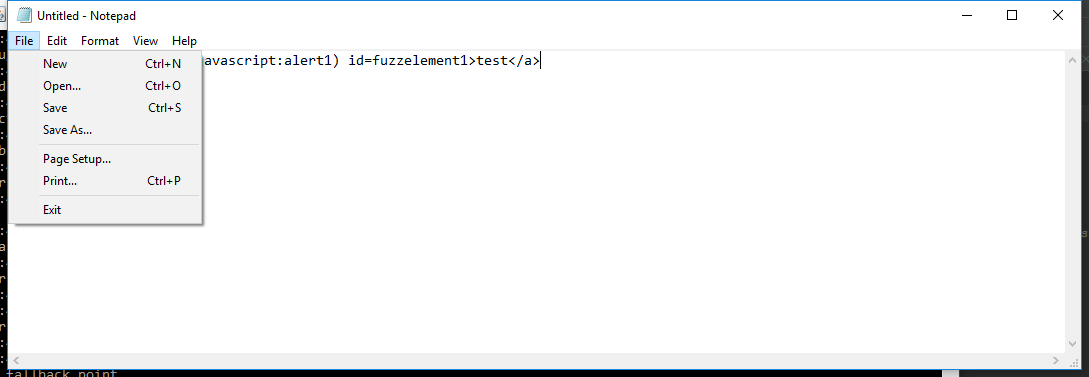 Untitled - Notepad
File Edit Format View Help
avascript:alert1) id=fuzzelement1>test</a>
New Ctrl+N
Open... Ctrl+O
Save Ctrl+S
Save As...
Page Setup...
Print... Ctrl+P
Exit
fallback point